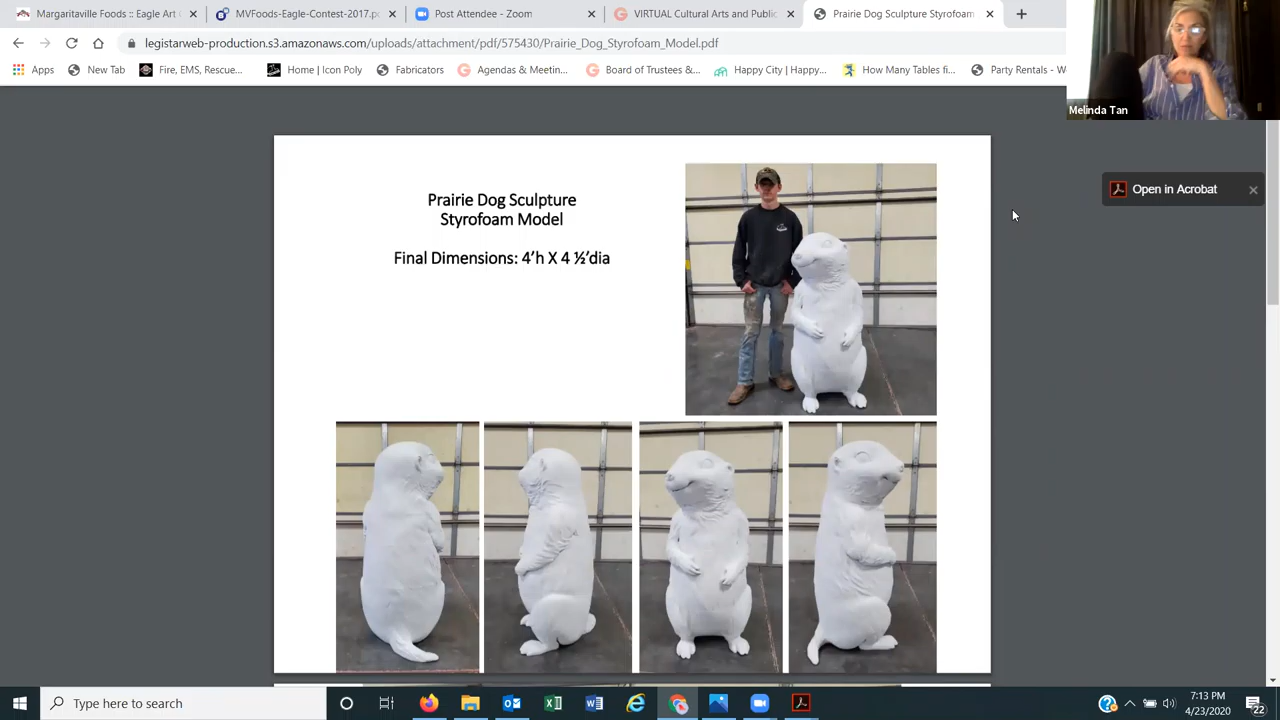 Margaritaville Foods :: Eagle Art
MVFoods-Eagle-Contest-2017.p
Post Attendee - Zoom
VIRTUAL Cultural Arts and Public
Prairie Dog Sculpture Styrofoam
legistarweb-production.s3.amazonaws.com/uploads/attachment/pdf/575430/Prairie_Dog_Styrofoam_Model.pdf
Apps
New Tab
Fire, EMS, Rescue...
Home | Icon Poly
Fabricators
Agendas & Meetin...
Board of Trustees &...
Happy City | Happy...
How Many Tables fi...
Party Rentals - W
Melinda Tan
Open in Acrobat
Prairie Dog Sculpture
Styrofoam Model
Final Dimensions: 4'h X 4 ½'dia
Type here to search
7:13 PM
4/23/2020
22